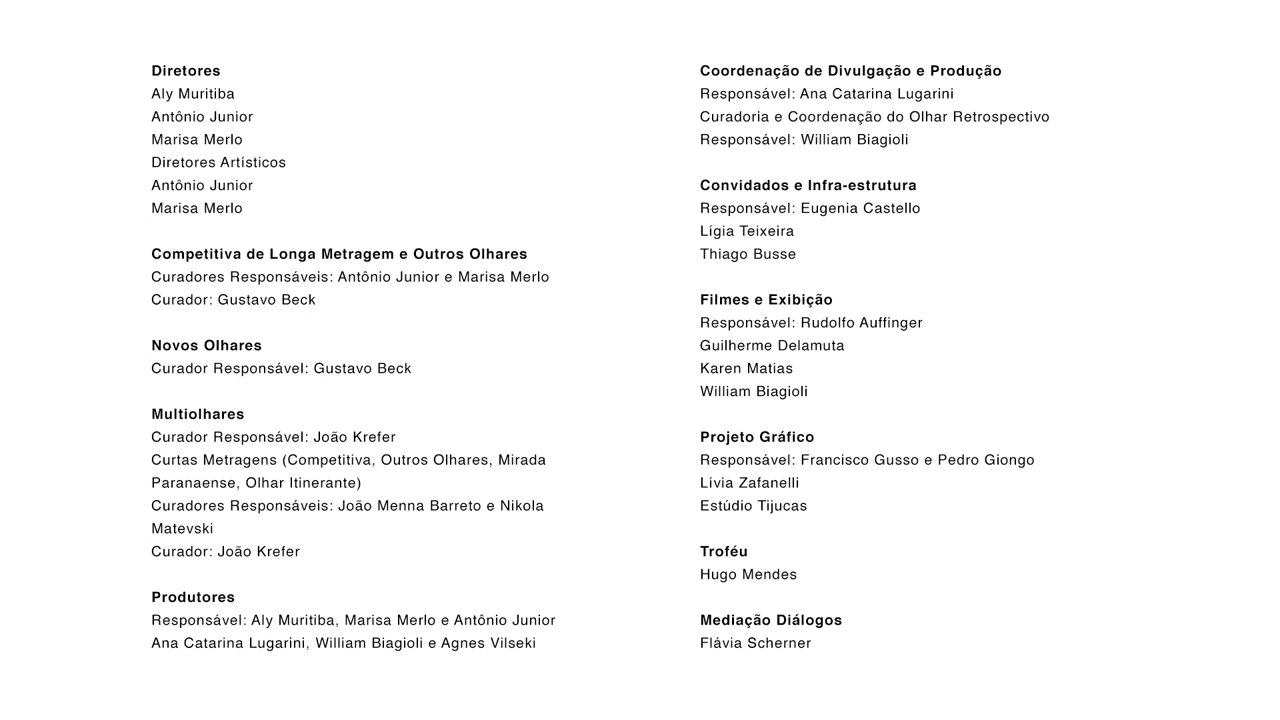 Diretores
Aly Muritiba
Antônio Junior
Marisa Merlo
Diretores Artísticos
Antônio Junior
Marisa Merlo
Competitiva de Longa Metragem e Outros Olhares
Curadores Responsáveis: Antônio Junior e Marisa Merlo
Curador: Gustavo Beck
Novos Olhares
Curador Responsável: Gustavo Beck
Multiolhares
Curador Responsável: João Krefer
Curtas Metragens (Competitiva, Outros Olhares, Mirada
Paranaense, Olhar Itinerante)
Curadores Responsáveis: João Menna Barreto e Nikola
Matevski
Curador: João Krefer
Produtores
Responsável: Aly Muritiba, Marisa Merlo e Antônio Junior
Ana Catarina Lugarini, William Biagioli e Agnes Vilseki
Coordenação de Divulgação e Produção
Responsável: Ana Catarina Lugarini
Curadoria e Coordenação do Olhar Retrospectivo
Responsável: William Biagioli
Convidados e Infra-estrutura
Responsável: Eugenia Castello
Lígia Teixeira
Thiago Busse
Filmes e Exibição
Responsável: Rudolfo Auffinger
Guilherme Delamuta
Karen Matias
William Biagioli
Projeto Gráfico
Responsável: Francisco Gusso e Pedro Giongo
Lívia Zafanelli
Estúdio Tijucas
Troféu
Hugo Mendes
Mediação Diálogos
Flávia Scherner